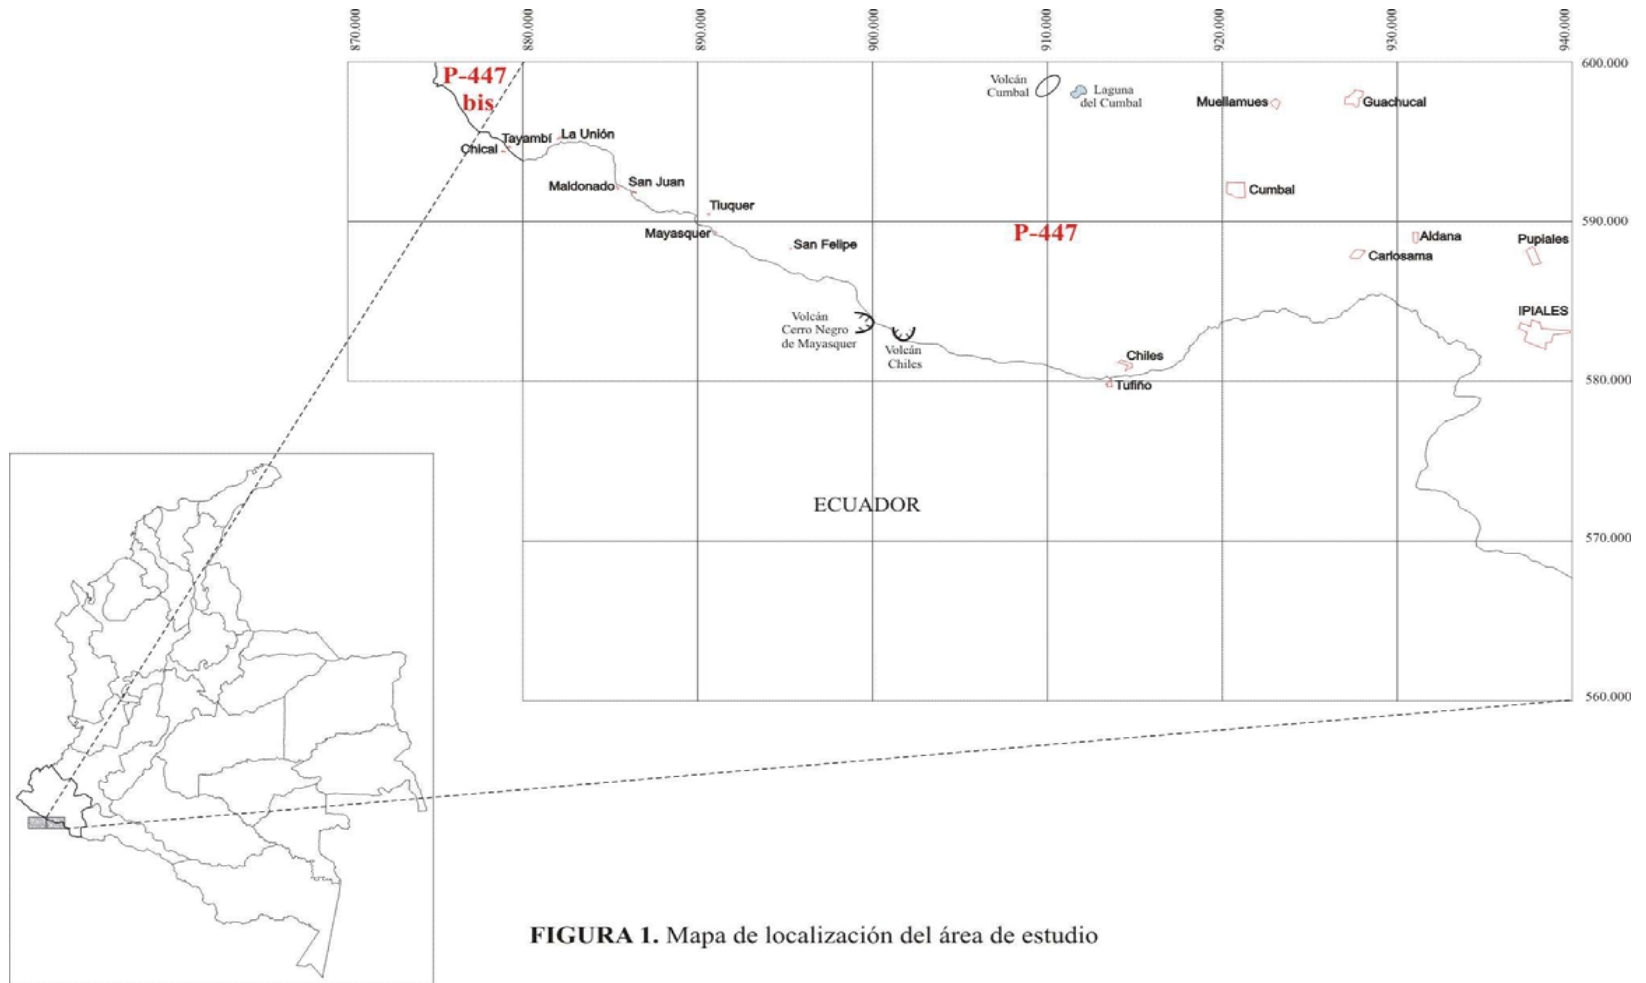 870.000
880.000
890.000
900.000
910.000
920.000
930.000
940.000
600.000
P-447
bis
Volcán
Cumbal
Laguna
del Cumbal
Muellamues
Guachucal
Tayambí
La Unión
Chical
Maldonado
San Juan
Cumbal
Tiuquer
590.000
Mayasquer
P-447
San Felipe
Aldana
Pupiales
Carlosama
Volcán
Cerro Negro
de Mayasquer
IPIALES
Volcán
Chiles
Chiles
Tufiño
580.000
ECUADOR
570.000
560.000
FIGURA 1. Mapa de localización del área de estudio